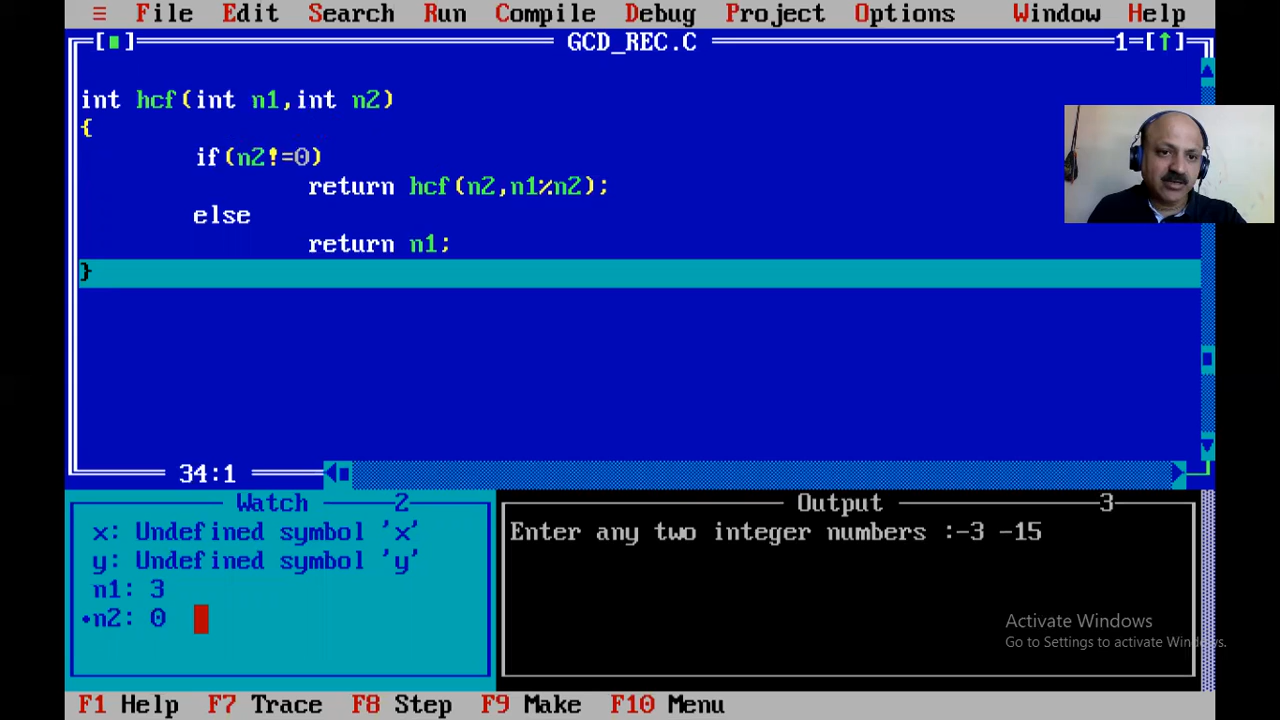 ≡ File Edit Search Run Compile Debug Project Options Window Help
[■] GCD_REC.C 1=[↑]
int hcf(int n1,int n2)
{
if(n2!=0)
return hcf(n2,n1%n2);
else
return n1;
}
34:1
Watch 2
x: Undefined symbol 'x'
y: Undefined symbol 'y'
n1: 3
•n2: 0
Output 3
Enter any two integer numbers :-3 -15
Activate Windows
Go to Settings to activate Windows.
F1 Help F7 Trace F8 Step F9 Make F10 Menu